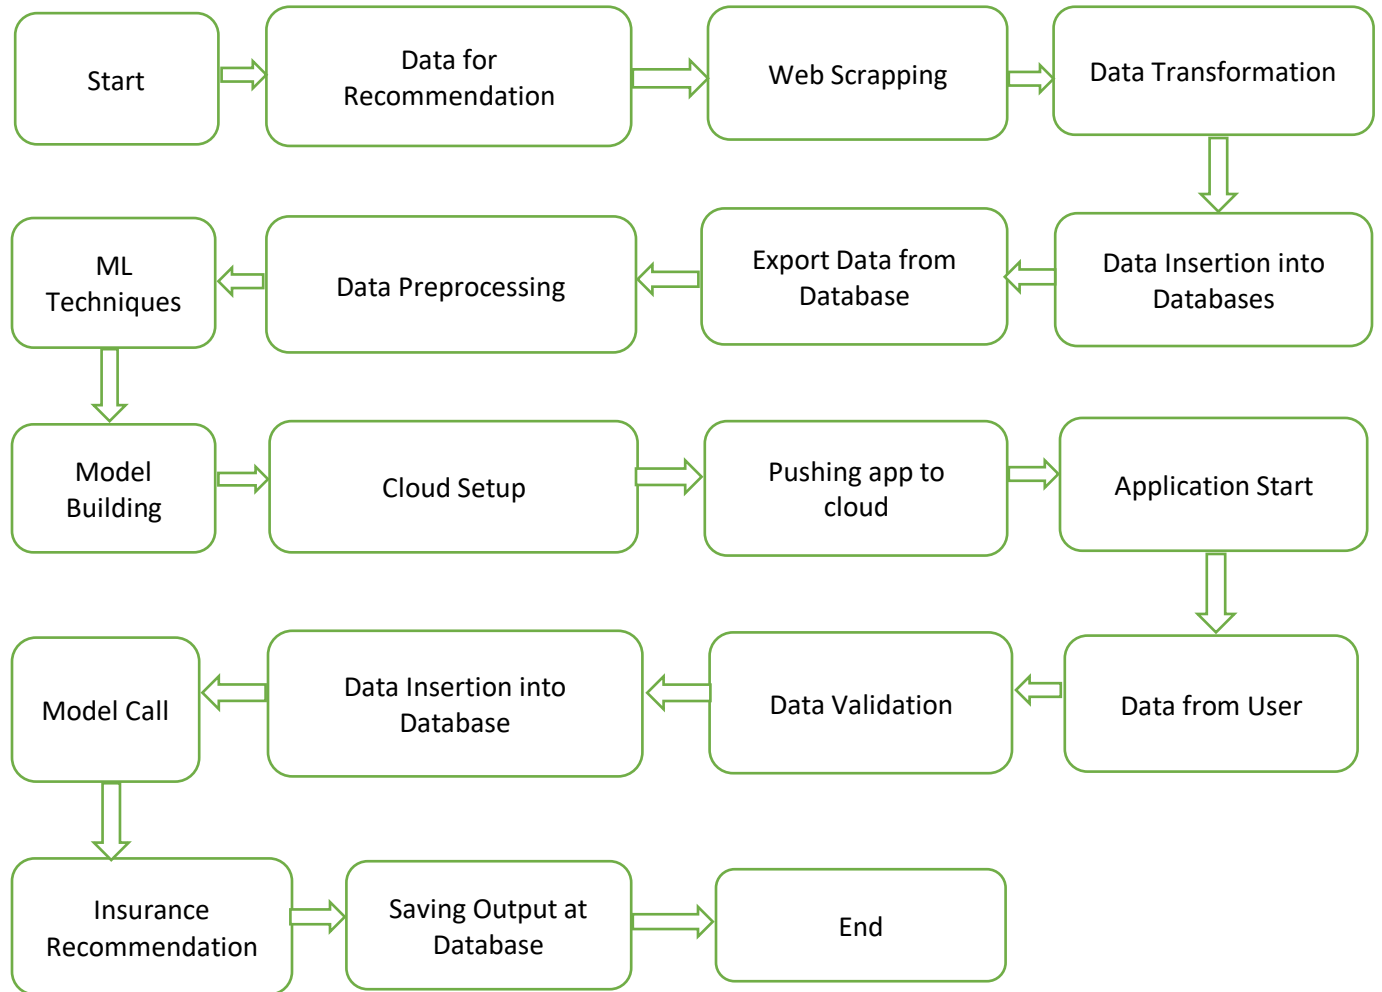 Start
Data for
Recommendation
Web Scrapping
Data Transformation
ML
Techniques
Data Preprocessing
Export Data from
Database
Data Insertion into
Databases
Model
Building
Cloud Setup
Pushing app to
cloud
Application Start
Model Call
Data Insertion into
Database
Data Validation
Data from User
Insurance
Recommendation
Saving Output at
Database
End